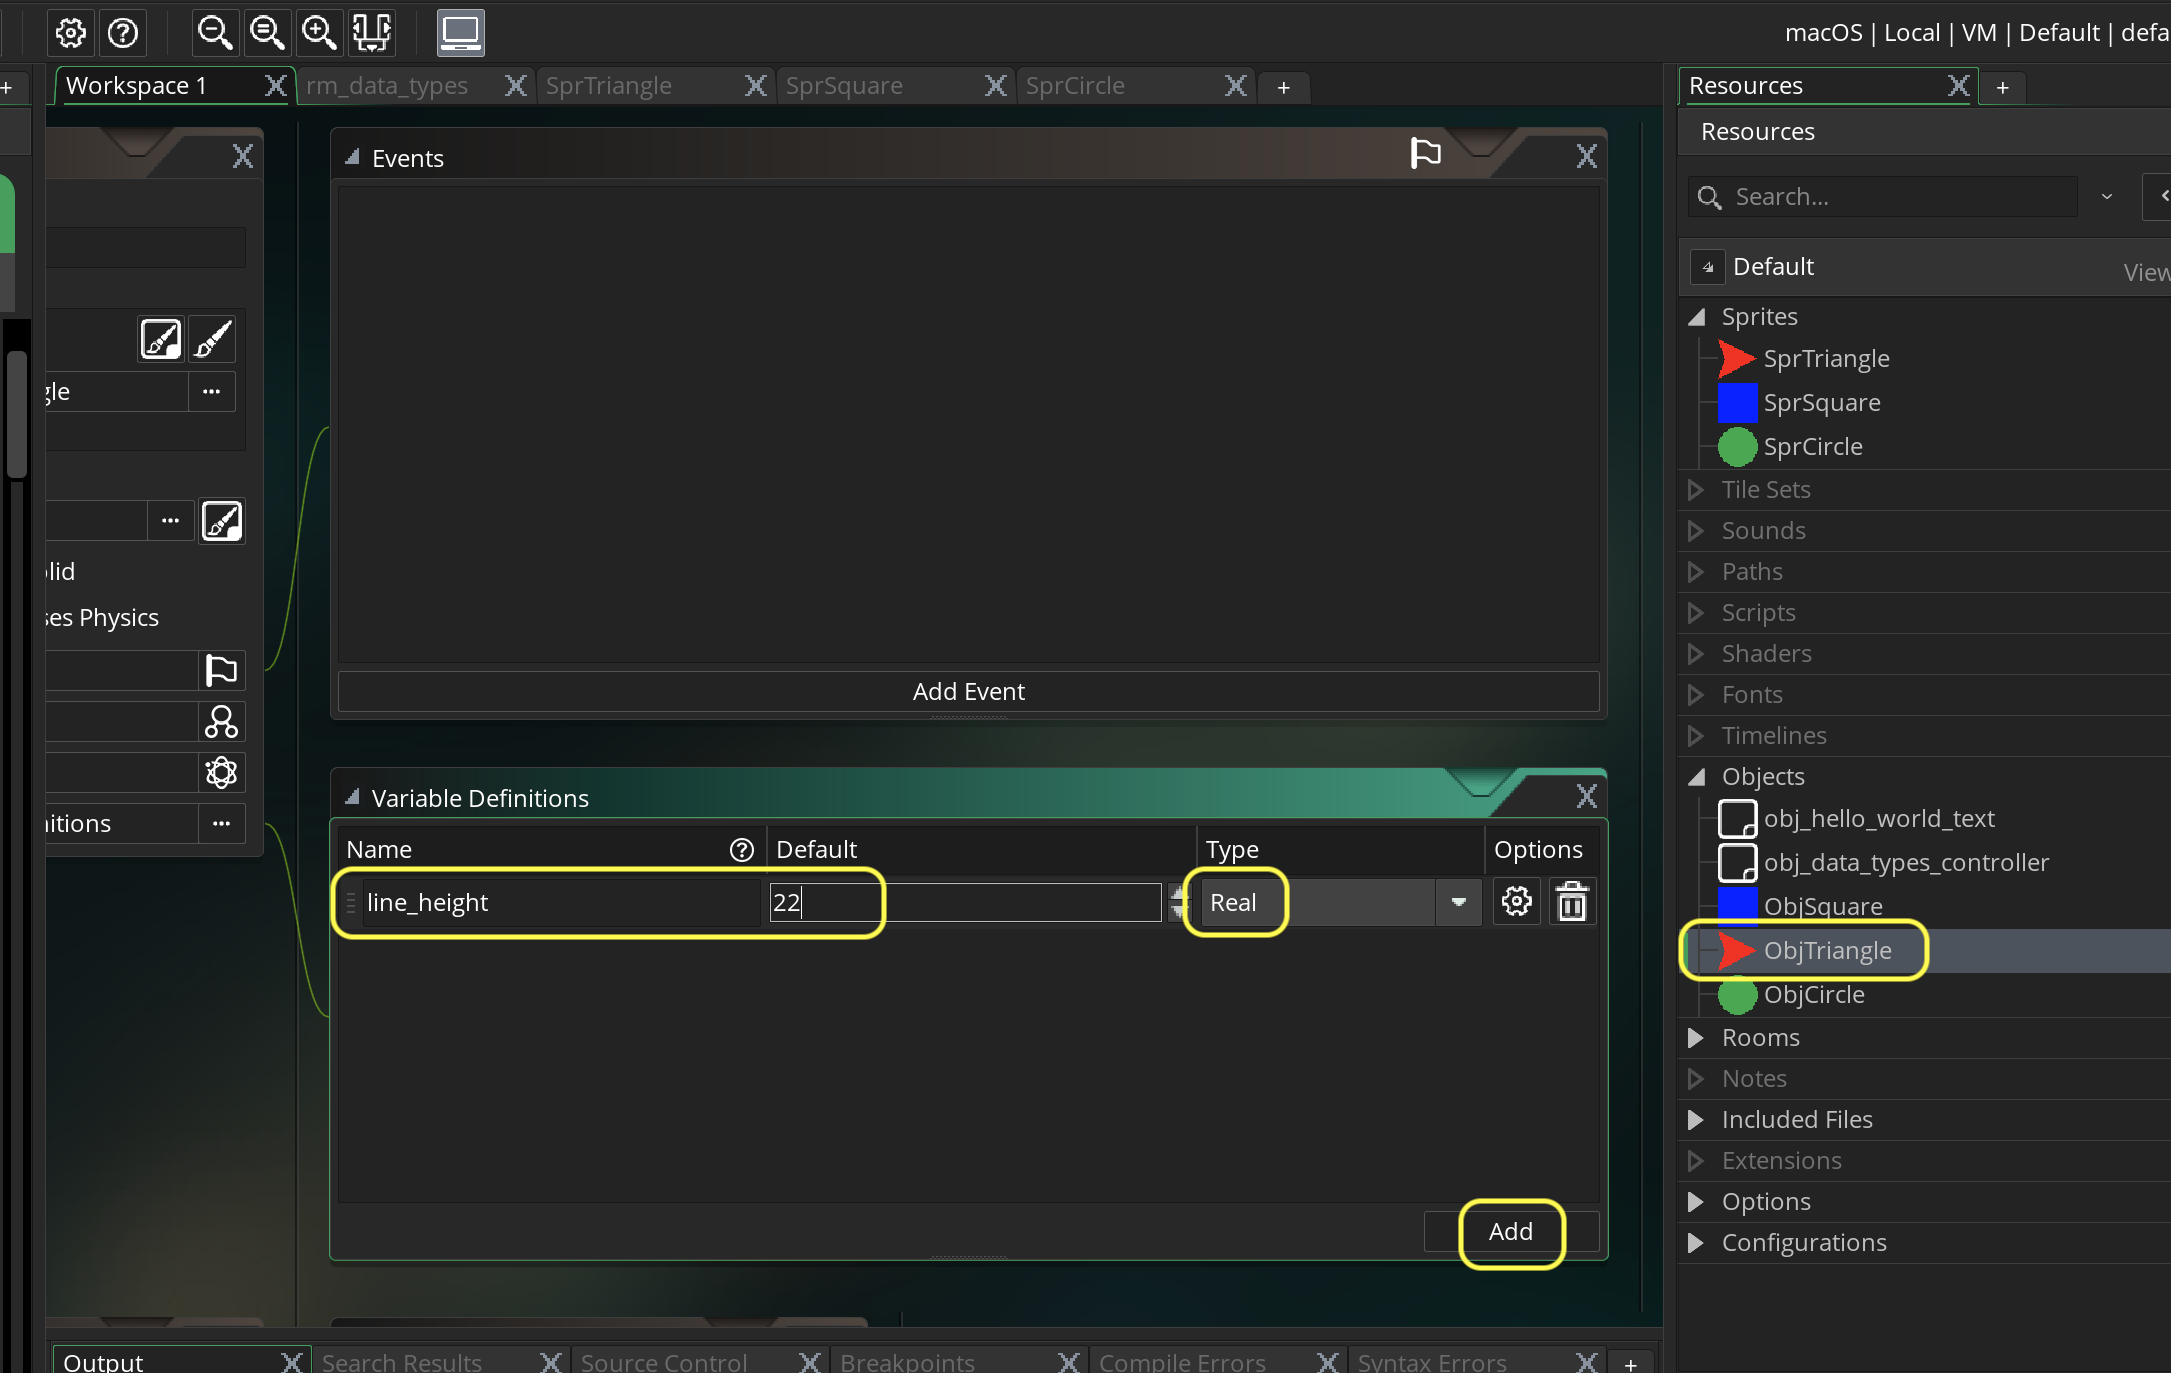 macOS | Local | VM | Default | defa
Workspace 1
rm_data_types
SprTriangle
SprSquare
SprCircle
+
gle
...
...
lid
ses Physics
nitions
...
Events
Add Event
Variable Definitions
Name
Default
Type
Options
line_height
22
Real
Add
Resources
+
Resources
Search...
Default
View
Sprites
SprTriangle
SprSquare
SprCircle
Tile Sets
Sounds
Paths
Scripts
Shaders
Fonts
Timelines
Objects
obj_hello_world_text
obj_data_types_controller
ObjSquare
ObjTriangle
ObjCircle
Rooms
Notes
Included Files
Extensions
Options
Configurations
Output
Search Results
Source Control
Breakpoints
Compile Errors
Syntax Errors
+